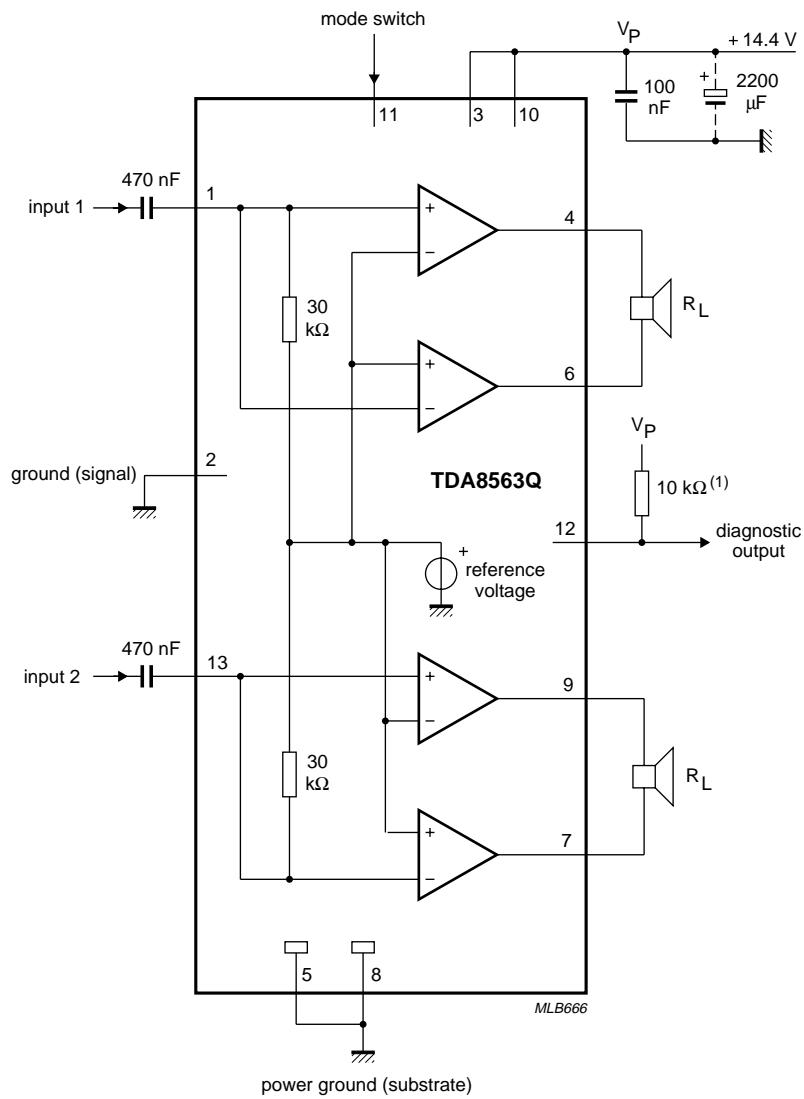 mode switch
V_P
+ 14.4 V
11
3
10
100
nF
+
2200
µF
470 nF
1
input 1
+
−
4
30
kΩ
R_L
+
−
6
2
ground (signal)
TDA8563Q
V_P
10 kΩ (1)
12
diagnostic
output
+
reference
voltage
470 nF
13
input 2
+
−
9
30
kΩ
R_L
+
−
7
5
8
MLB666
power ground (substrate)